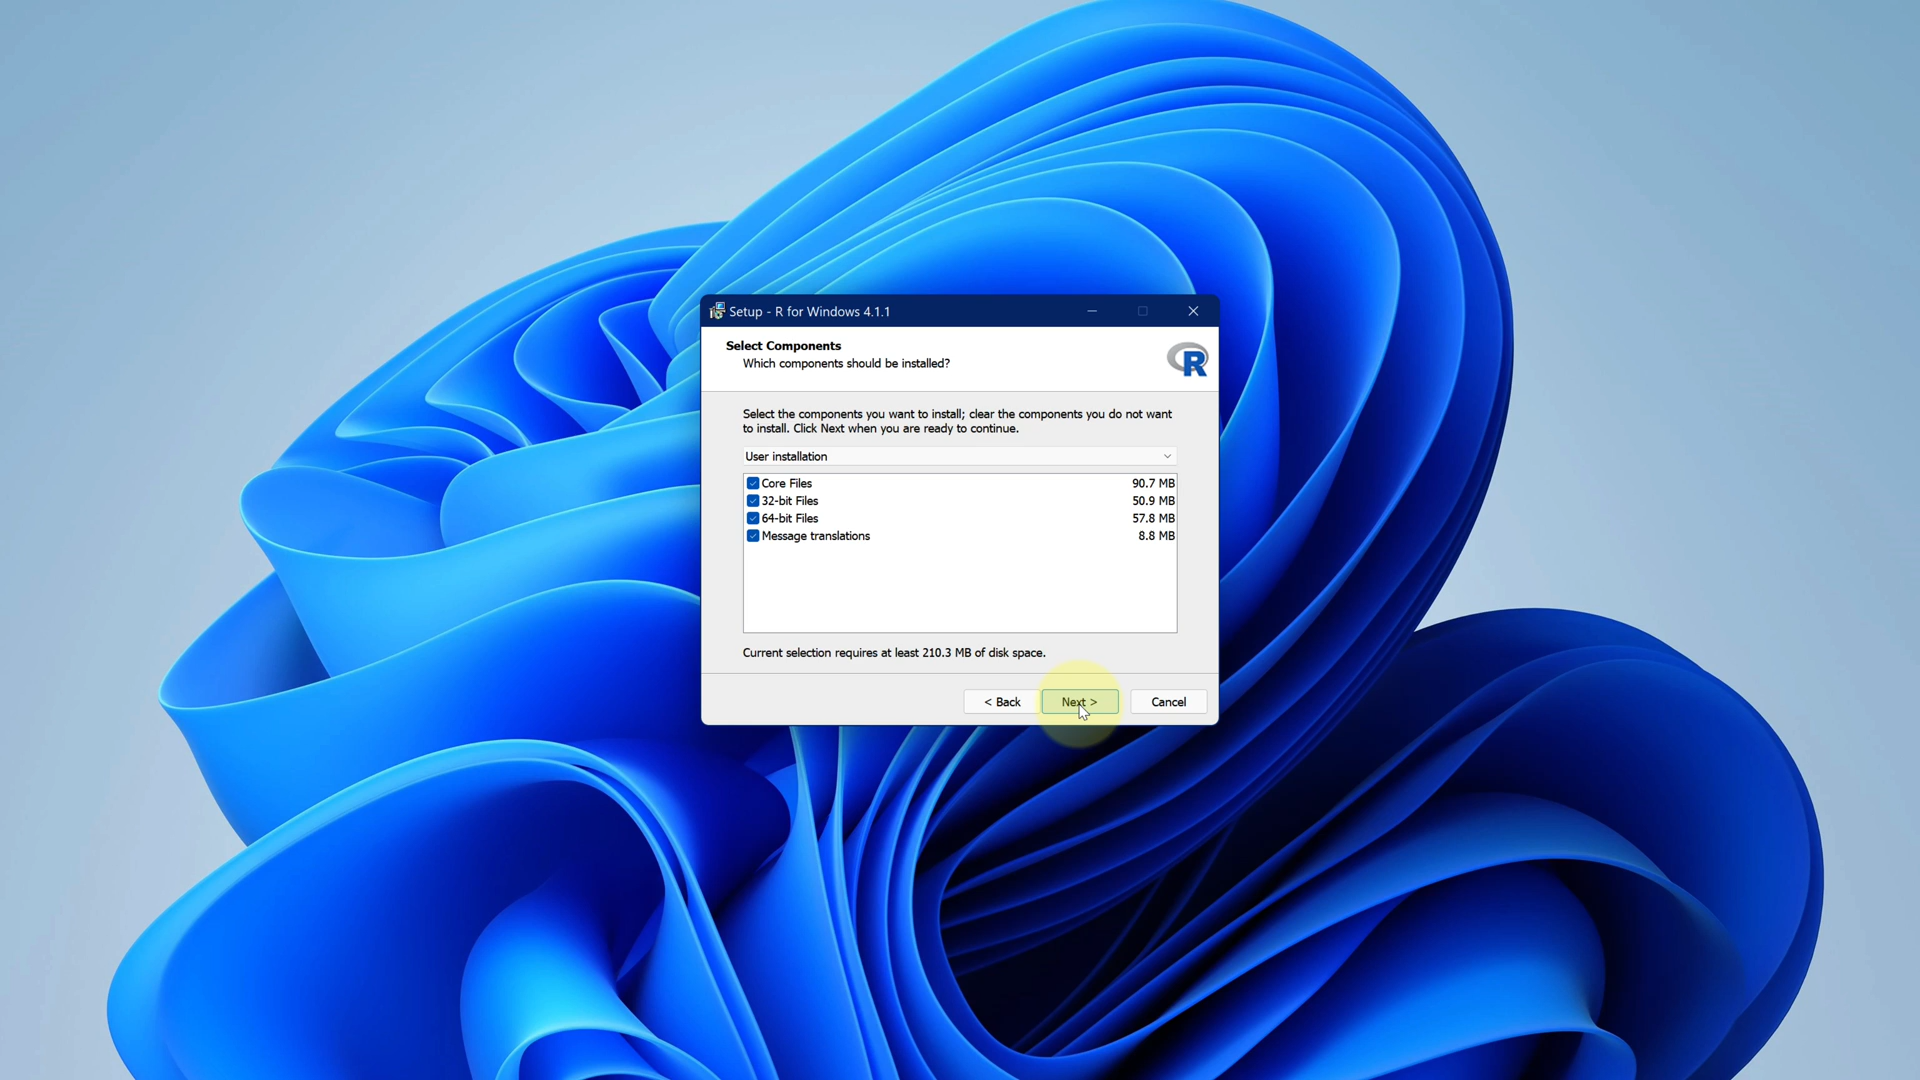 Setup - R for Windows 4.1.1
Select Components
Which components should be installed?
R
Select the components you want to install; clear the components you do not want
to install. Click Next when you are ready to continue.
User installation
Core Files 90.7 MB
32-bit Files 50.9 MB
64-bit Files 57.8 MB
Message translations 8.8 MB
Current selection requires at least 210.3 MB of disk space.
< Back Next > Cancel